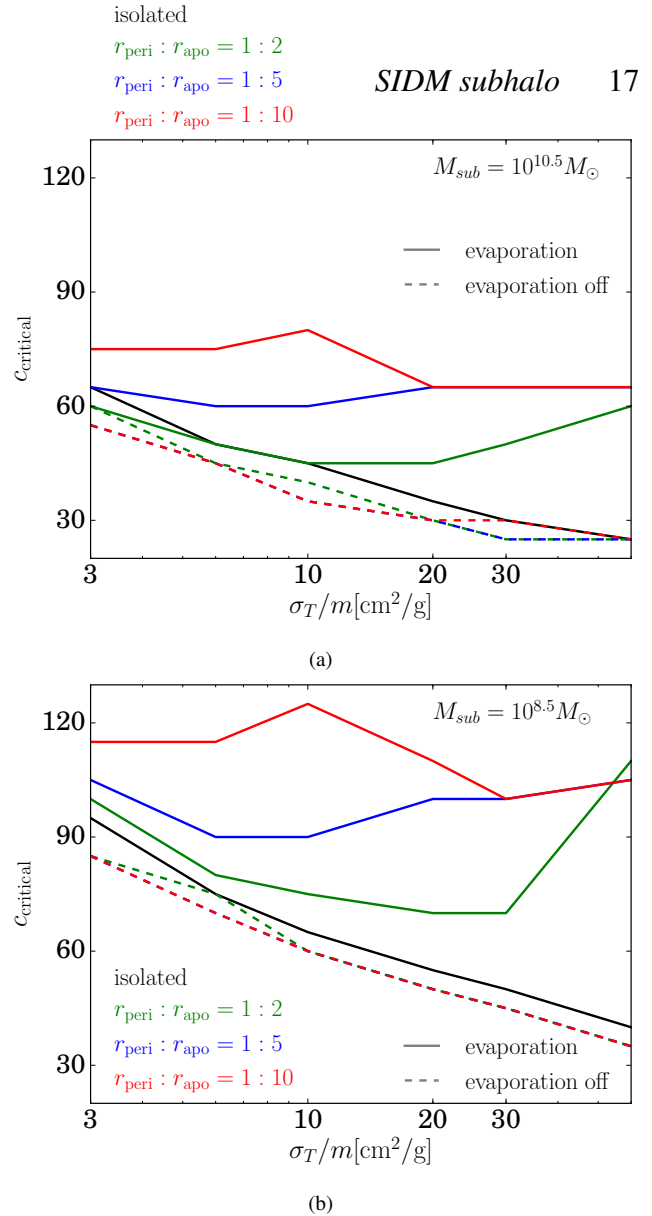 isolated
r_peri : r_apo = 1 : 2
r_peri : r_apo = 1 : 5
SIDM subhalo 17
r_peri : r_apo = 1 : 10
M_sub = 10^10.5 M_⊙
evaporation
evaporation off
120
90
60
30
c_critical
3 10 20 30
σ_T/m[cm²/g]
(a)
M_sub = 10^8.5 M_⊙
120
90
60
30
c_critical
isolated
r_peri : r_apo = 1 : 2
r_peri : r_apo = 1 : 5
r_peri : r_apo = 1 : 10
evaporation
evaporation off
3 10 20 30
σ_T/m[cm²/g]
(b)